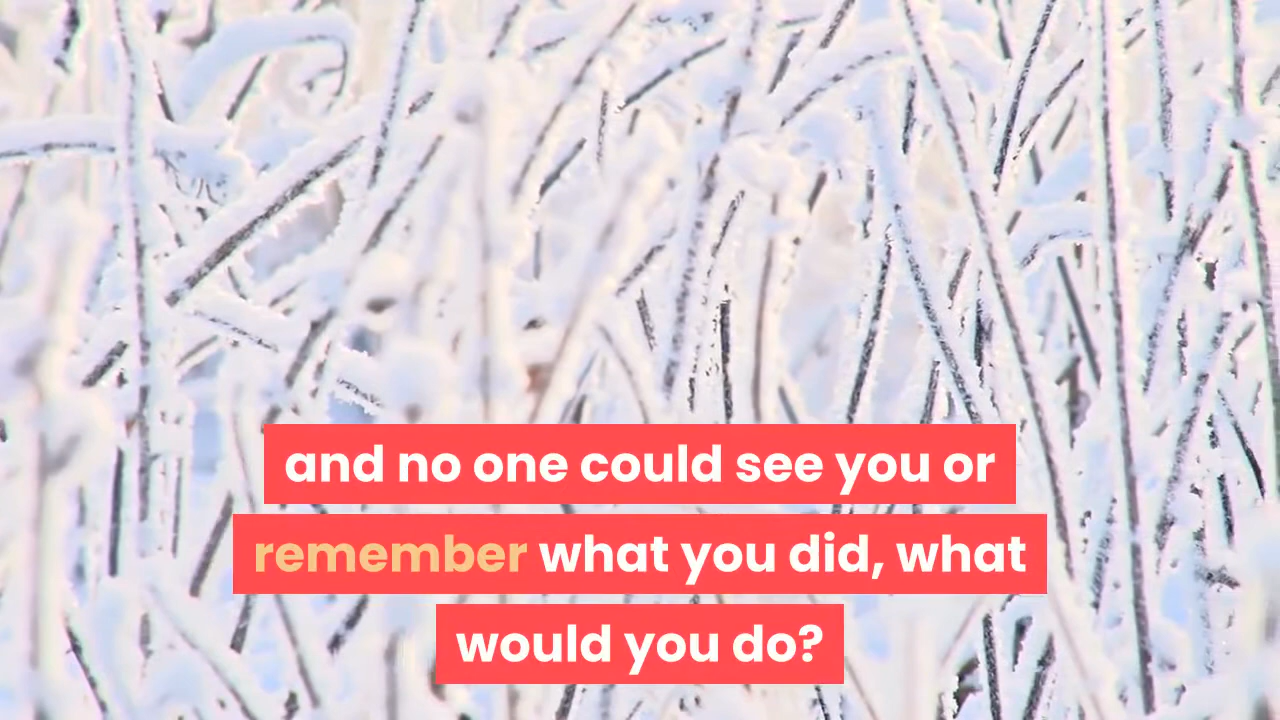 and no one could see you or
remember what you did, what
would you do?